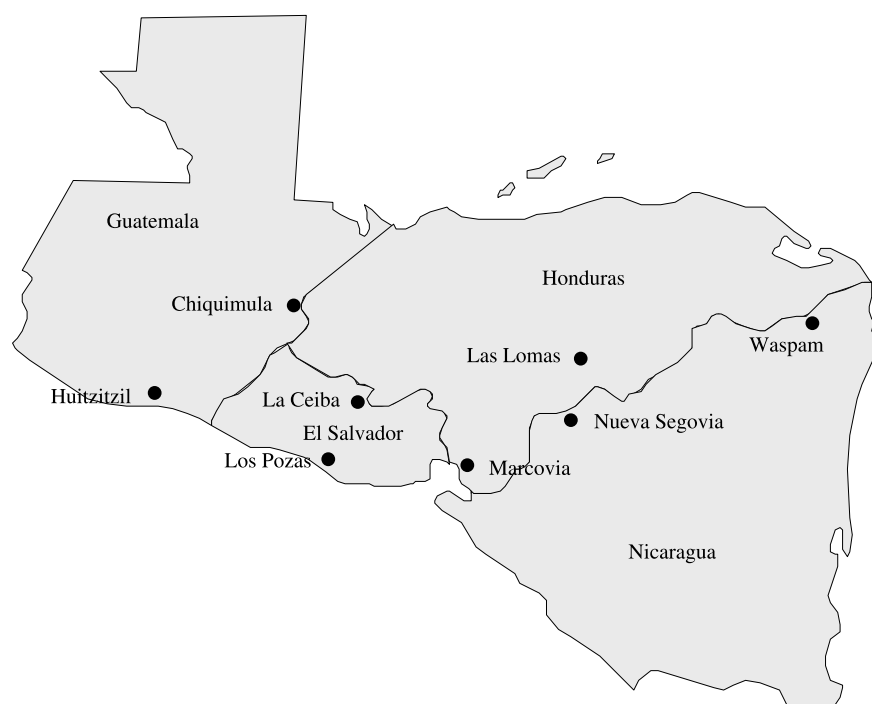 Guatemala
Honduras
Chiquimula
Waspam
Las Lomas
Huitzitzil
La Ceiba
Nueva Segovia
El Salvador
Los Pozas
Marcovia
Nicaragua